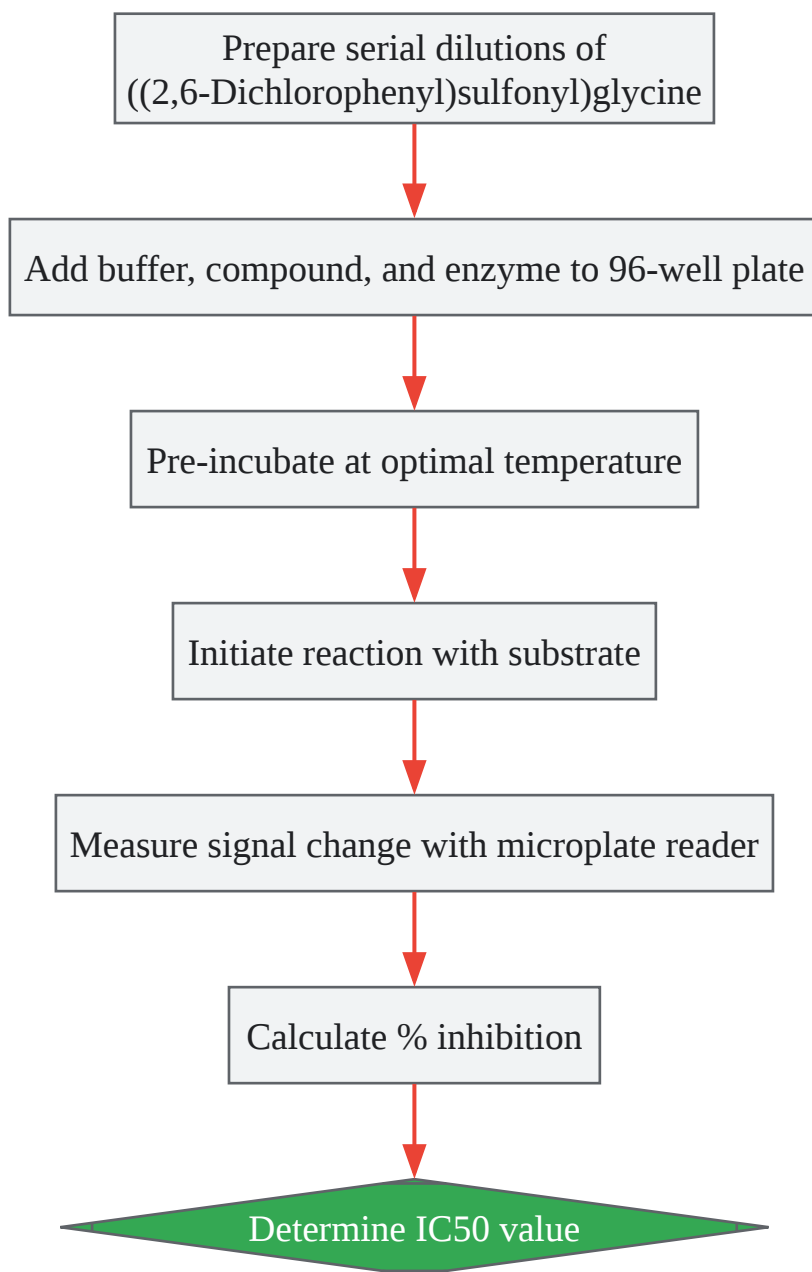 Prepare serial dilutions of
((2,6-Dichlorophenyl)sulfonyl)glycine
Add buffer, compound, and enzyme to 96-well plate
Pre-incubate at optimal temperature
Initiate reaction with substrate
Measure signal change with microplate reader
Calculate % inhibition
Determine IC50 value